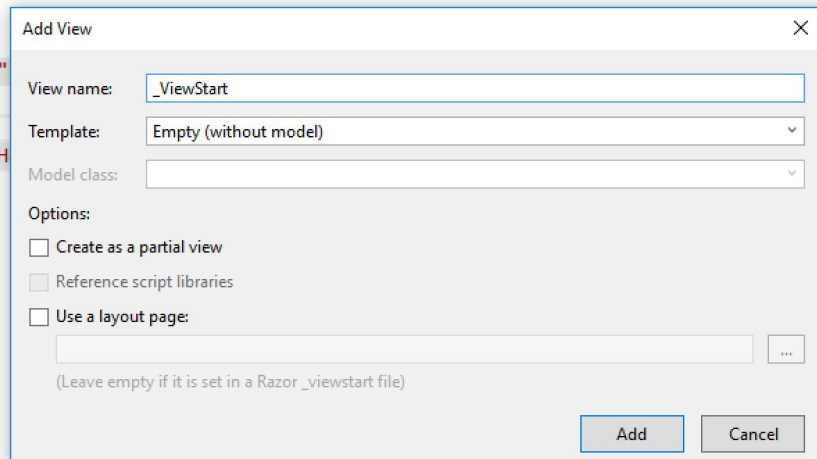 Add View
"
View name: _ViewStart
Template: Empty (without model)
H
Model class:
Options:
Create as a partial view
Reference script libraries
Use a layout page:
...
(Leave empty if it is set in a Razor _viewstart file)
Add Cancel